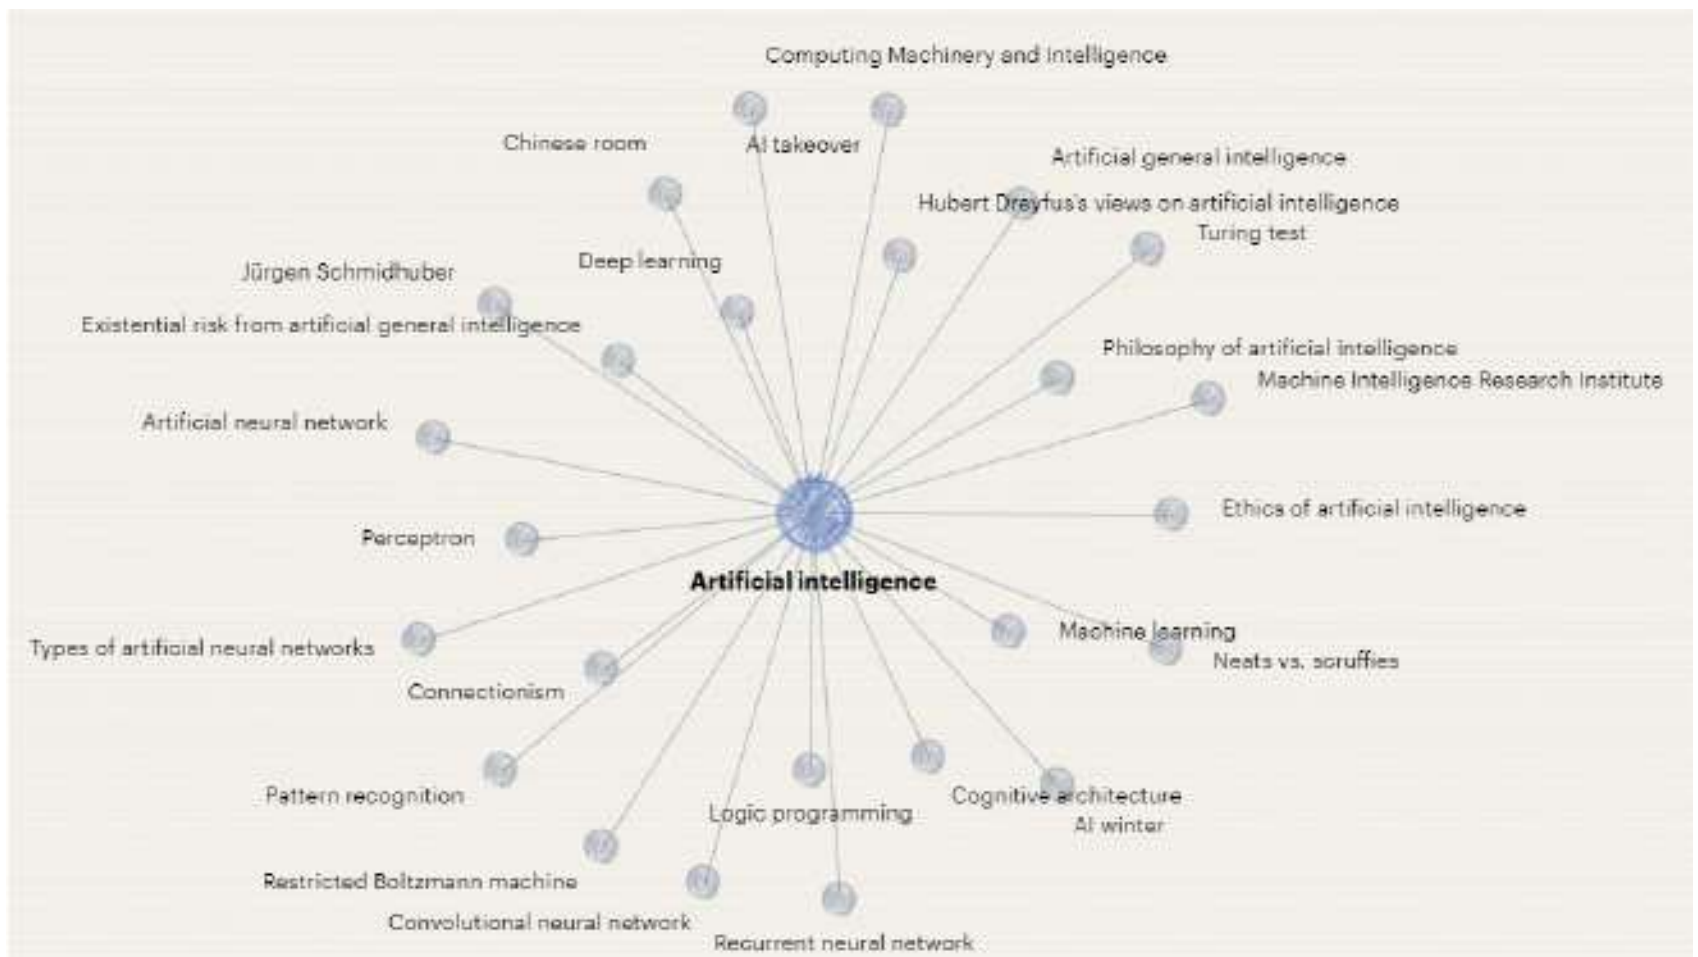 Computing Machinery and Intelligence
Chinese room
AI takeover
Artificial general intelligence
Hubert Dreyfus's views on artificial intelligence
Turing test
Deep learning
Jürgen Schmidhuber
Existential risk from artificial general intelligence
Philosophy of artificial intelligence
Machine Intelligence Research Institute
Artificial neural network
Ethics of artificial intelligence
Perceptron
Artificial intelligence
Machine learning
Types of artificial neural networks
Neats vs. scruffies
Connectionism
Pattern recognition
Cognitive architecture
Logic programming
AI winter
Restricted Boltzmann machine
Convolutional neural network
Recurrent neural network